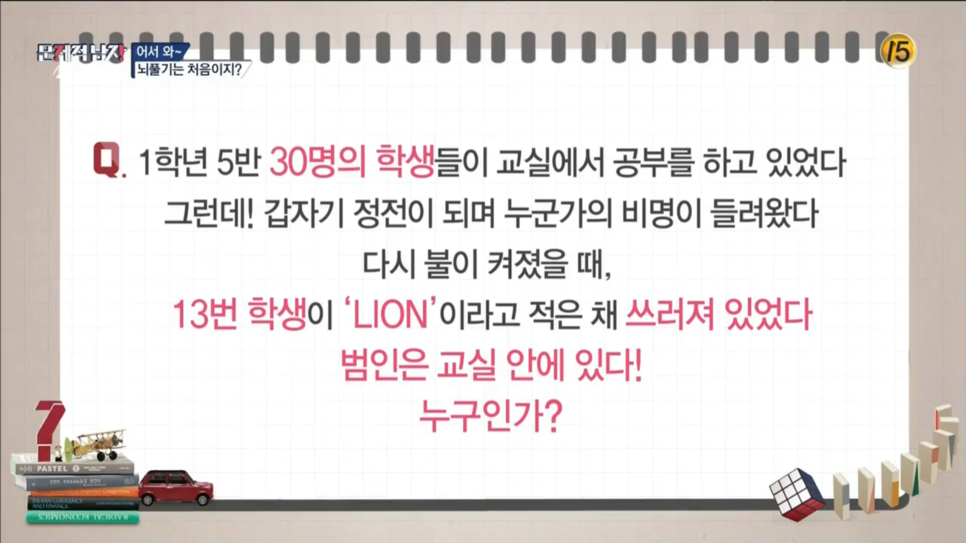 문제적남자
어서 와~
뇌풀기는 처음이지?
15
Q. 1학년 5반 30명의 학생들이 교실에서 공부를 하고 있었다
그런데! 갑자기 정전이 되며 누군가의 비명이 들려왔다
다시 불이 켜졌을 때,
13번 학생이 ‘LION’이라고 적은 채 쓰러져 있었다
범인은 교실 안에 있다!
누구인가?
?
PASTEL
INDIAN CURRENCY
AND FINANCE
RADICAL ECONOMICS